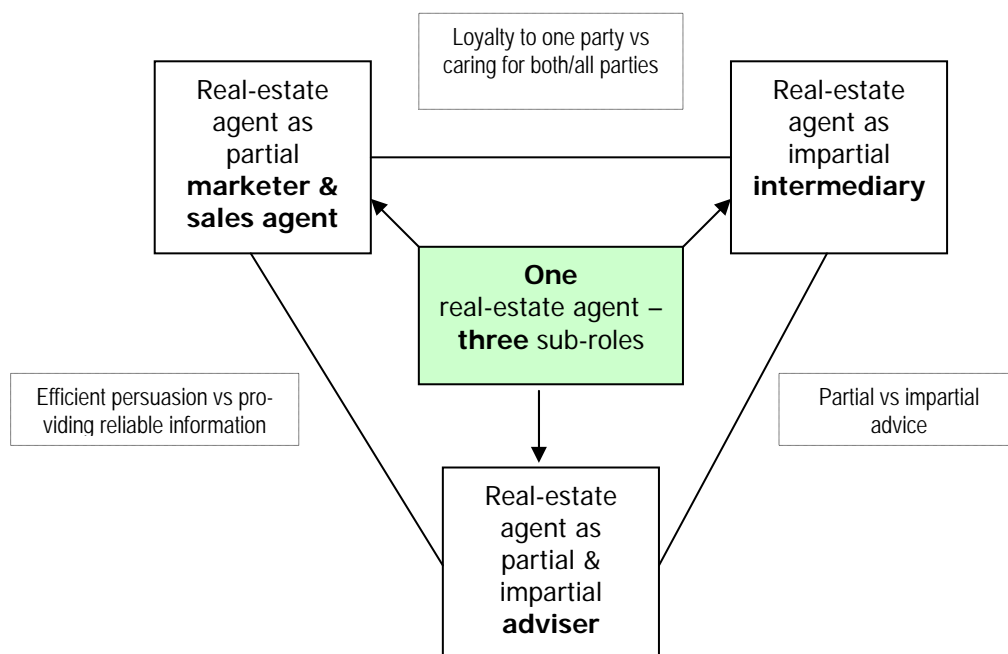 Loyalty to one party vs
caring for both/all parties
Real-estate
agent as
partial
marketer &
sales agent
Real-estate
agent as
impartial
intermediary
One
real-estate agent –
three sub-roles
Efficient persuasion vs pro-
viding reliable information
Partial vs impartial
advice
Real-estate
agent as
partial &
impartial
adviser